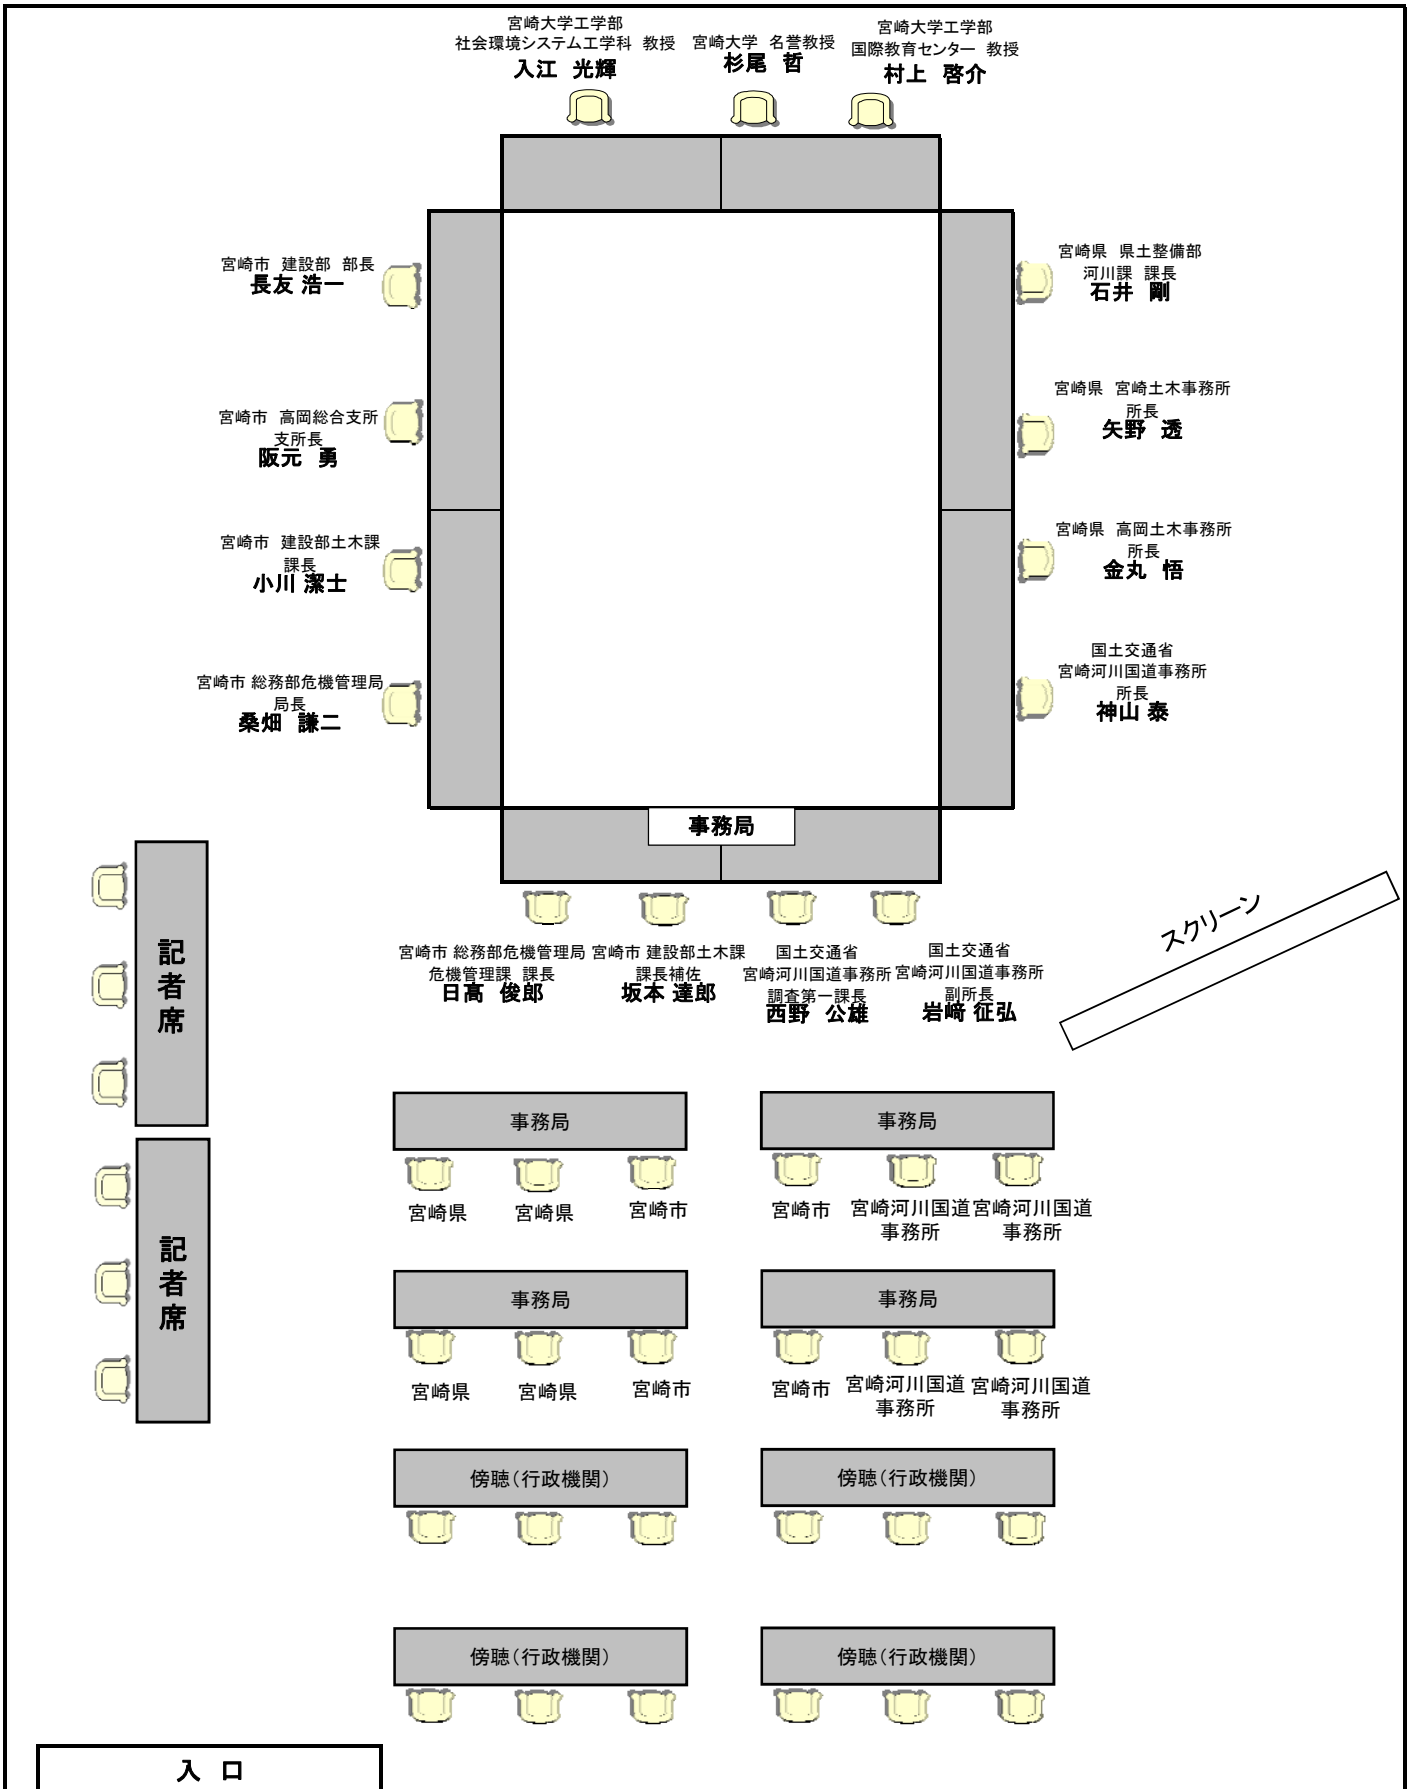 宮崎大学工学部
社会環境システム工学科　教授
入江　光輝
宮崎大学　名誉教授
杉尾　哲
宮崎大学工学部
国際教育センター　教授
村上　啓介
宮崎市　建設部　部長
長友 浩一
宮崎市　高岡総合支所
支所長
阪元　勇
宮崎市　建設部土木課
課長
小川 潔士
宮崎市 総務部危機管理局
局長
桑畑　謙二
宮崎県　県土整備部
河川課　課長
石井　剛
宮崎県　宮崎土木事務所
所長
矢野　透
宮崎県　高岡土木事務所
所長
金丸　悟
国土交通省
宮崎河川国道事務所
所長
神山 泰
事務局
宮崎市 総務部危機管理局
危機管理課　課長
日髙　俊郎
宮崎市 建設部土木課
課長補佐
坂本 達郎
国土交通省
宮崎河川国道事務所
調査第一課長
西野　公雄
国土交通省
宮崎河川国道事務所
副所長
岩﨑 征弘
スクリーン
記者席
記者席
事務局
宮崎県
宮崎県
宮崎市
事務局
宮崎市
宮崎河川国道
事務所
宮崎河川国道
事務所
事務局
宮崎県
宮崎県
宮崎市
事務局
宮崎市
宮崎河川国道
事務所
宮崎河川国道
事務所
傍聴（行政機関）
傍聴（行政機関）
傍聴（行政機関）
傍聴（行政機関）
入　口